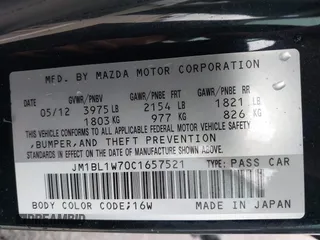 MFD. BY MAZDA MOTOR CORPORATION
GVWR/PNBV GAWR/PNBE FRT GAWR/PNBE RR
05/12 3975 LB 2154 LB 1821 LB
1803 KG 977 KG 826 KG
THIS VEHICLE CONFORMS TO ALL APPLICABLE FEDERAL MOTOR VEHICLE SAFETY
,BUMPER,AND THEFT PREVENTION STANDARDS IN EFFECT ON THE DATE OF MANUFACTURE SHOWN ABOVE.
JM1BL1W70C1657521 TYPE; PASS CAR
BODY COLOR CODE;16W MADE IN JAPAN